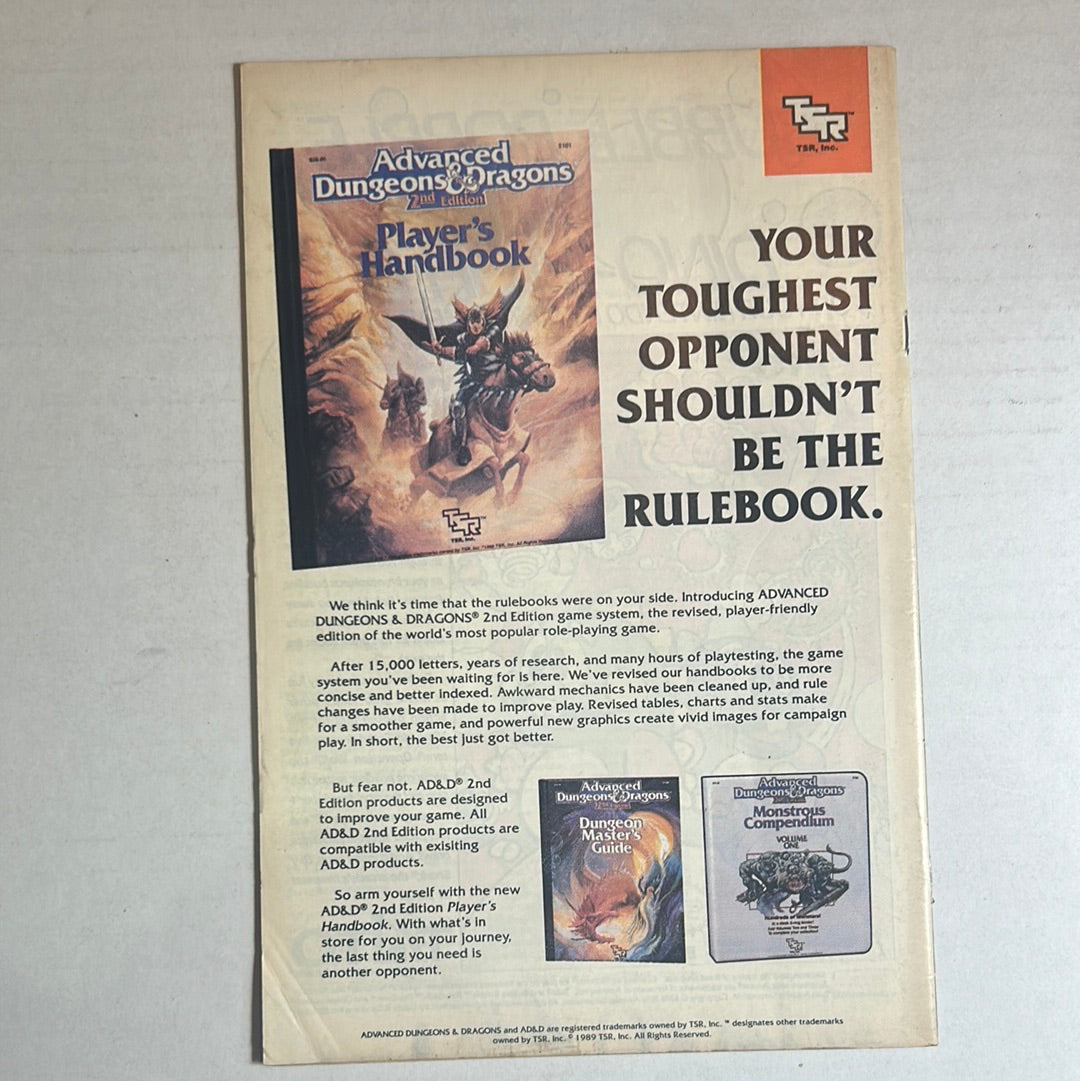 TSR™
TSR, Inc.
Advanced
Dungeons & Dragons®
2nd Edition
Player's
Handbook
TSR™
TSR, Inc.
YOUR
TOUGHEST
OPPONENT
SHOULDN'T
BE THE
RULEBOOK.
We think it's time that the rulebooks were on your side. Introducing ADVANCED
DUNGEONS & DRAGONS® 2nd Edition game system, the revised, player-friendly
edition of the world's most popular role-playing game.
After 15,000 letters, years of research, and many hours of playtesting, the game
system you've been waiting for is here. We've revised our handbooks to be more
concise and better indexed. Awkward mechanics have been cleaned up, and rule
changes have been made to improve play. Revised tables, charts and stats make
for a smoother game, and powerful new graphics create vivid images for campaign
play. In short, the best just got better.
But fear not. AD&D® 2nd
Edition products are designed
to improve your game. All
AD&D 2nd Edition products are
compatible with exisiting
AD&D products.
So arm yourself with the new
AD&D® 2nd Edition Player's
Handbook. With what's in
store for you on your journey,
the last thing you need is
another opponent.
Advanced
Dungeons & Dragons
2nd Edition
Dungeon
Master's
Guide
TSR
Advanced
Dungeons & Dragons
Monstrous
Compendium
VOLUME
ONE
Hundreds of Monsters!
TSR
ADVANCED DUNGEONS & DRAGONS and AD&D are registered trademarks owned by TSR, Inc. ™ designates other trademarks
owned by TSR, Inc. © 1989 TSR, Inc. All Rights Reserved.